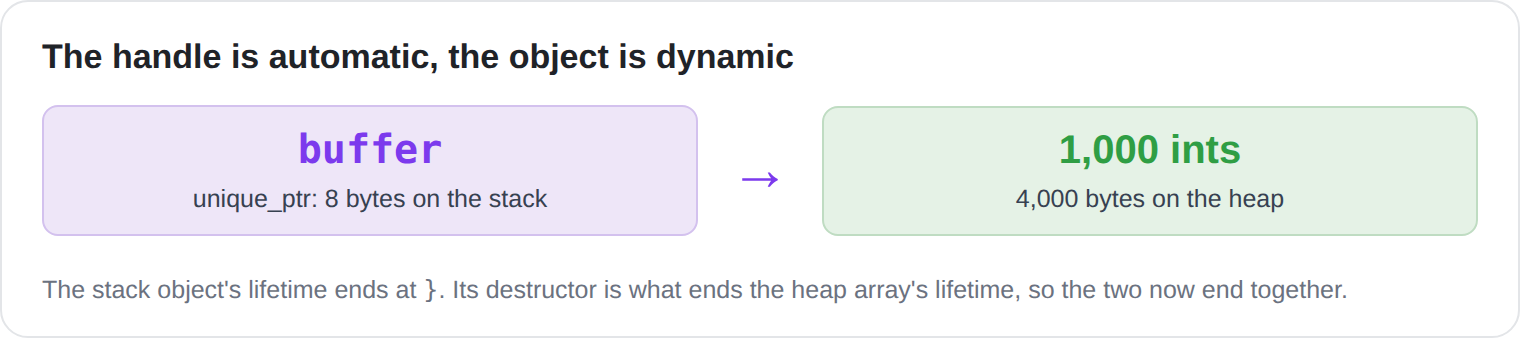 The handle is automatic, the object is dynamic
buffer
unique_ptr: 8 bytes on the stack
→
1,000 ints
4,000 bytes on the heap
The stack object's lifetime ends at }. Its destructor is what ends the heap array's lifetime, so the two now end together.